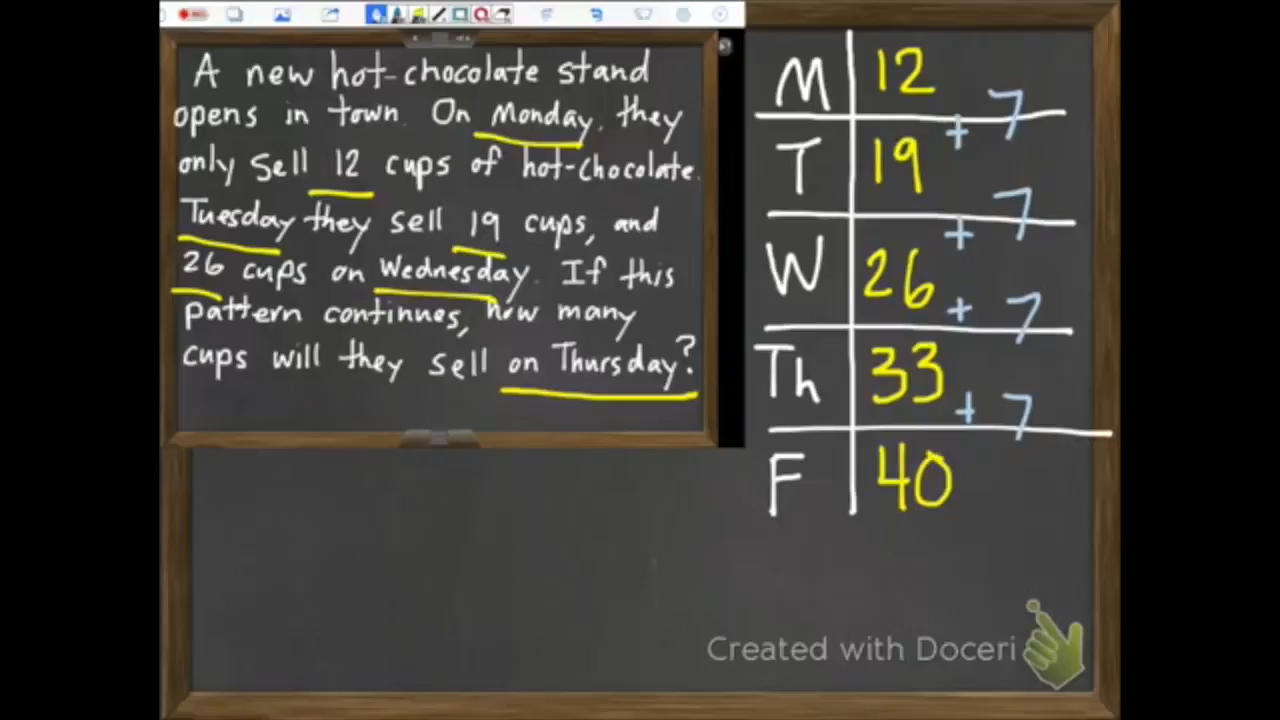 A new hot-chocolate stand
opens in town. On Monday, they
only sell 12 cups of hot-chocolate.
Tuesday they sell 19 cups, and
26 cups on Wednesday. If this
pattern continues, how many
cups will they sell on Thursday?
M 12
+ 7
T 19
+ 7
W 26
+ 7
Th 33
+ 7
F 40
Created with Doceri